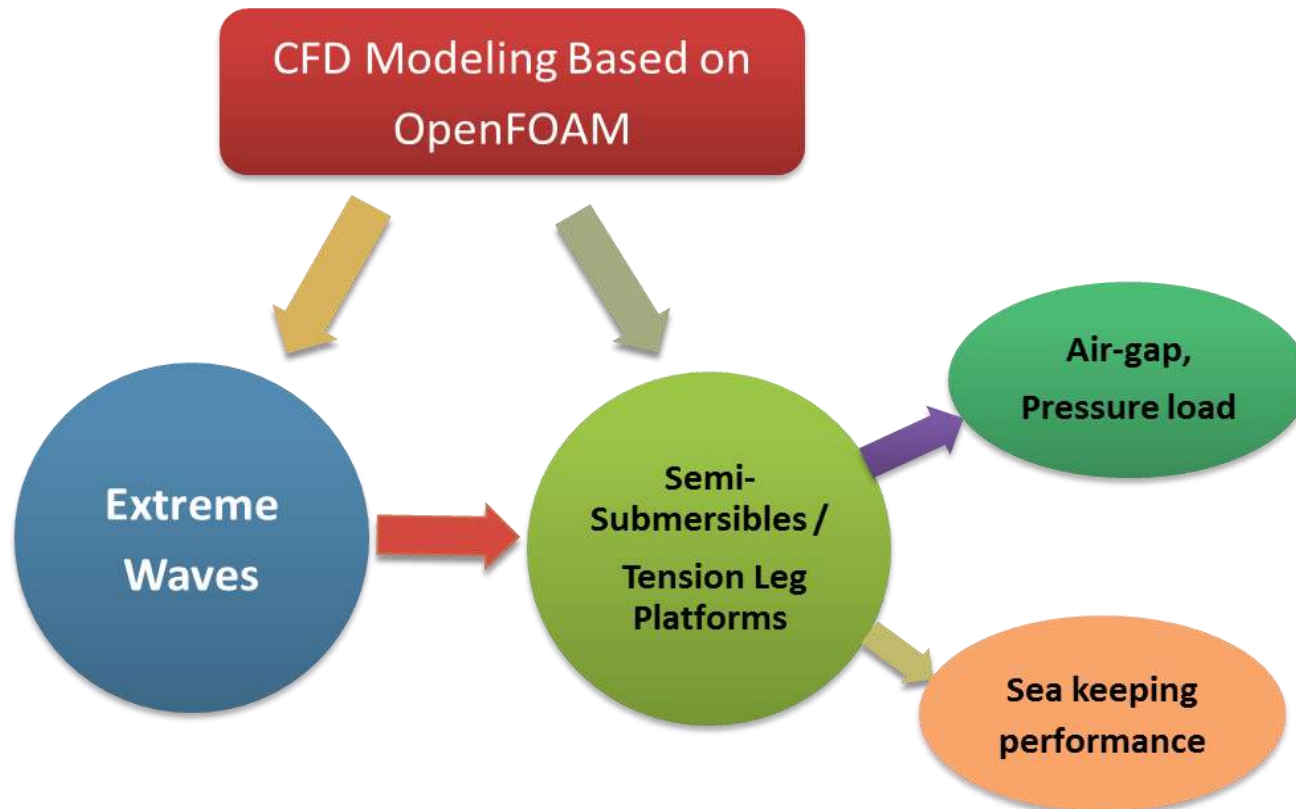 CFD Modeling Based on
OpenFOAM
Extreme
Waves
Semi-
Submersibles /
Tension Leg
Platforms
Air-gap,
Pressure load
Sea keeping
performance